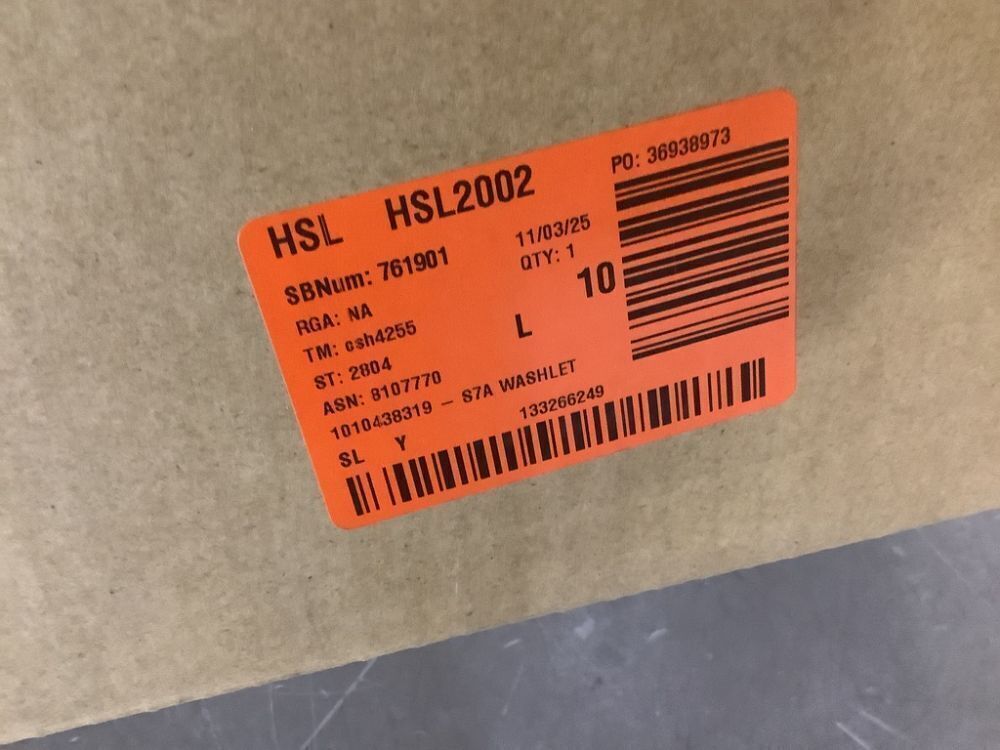 HSL HSL2002
PO: 36938973
SBNum: 761901
11/03/25
RGA: NA
QTY: 1
10
TM: csh4255
L
ST: 2804
ASN: 8107770
1010438319 – S7A WASHLET
SL Y
133266249